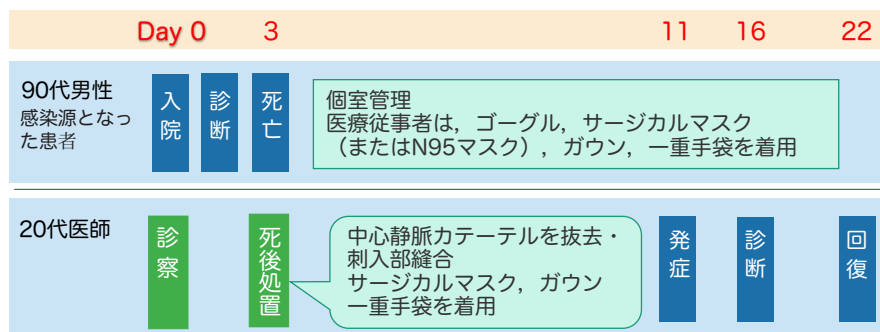 Day 0 3 11 16 22
90代男性
感染源となっ
た患者
入院
診断
死亡
個室管理
医療従事者は,ゴーグル,サージカルマスク
(またはN95マスク),ガウン,一重手袋を着用
20代医師
診察
死後処置
中心静脈カテーテルを抜去・
刺入部縫合
サージカルマスク,ガウン
一重手袋を着用
発症
診断
回復